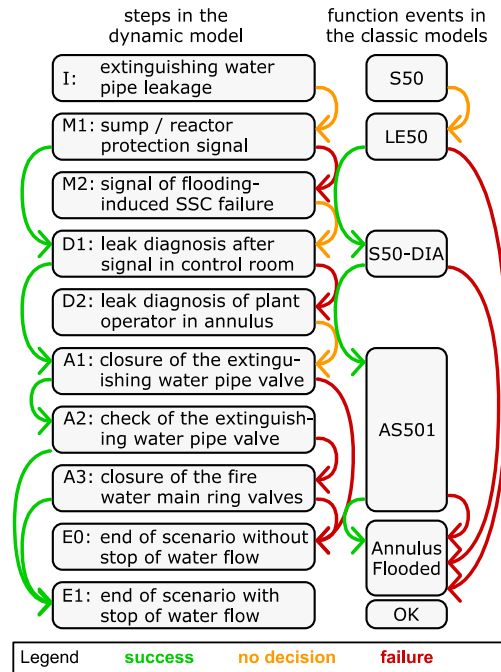 steps in the
dynamic model
function events in
the classic models
I: extinguishing water
pipe leakage
M1: sump / reactor
protection signal
M2: signal of flooding-
induced SSC failure
D1: leak diagnosis after
signal in control room
D2: leak diagnosis of plant
operator in annulus
A1: closure of the extingu-
ishing water pipe valve
A2: check of the extinguish-
ing water pipe valve
A3: closure of the fire
water main ring valves
E0: end of scenario without
stop of water flow
E1: end of scenario with
stop of water flow
S50
LE50
S50-DIA
AS501
Annulus
Flooded
OK
Legend success no decision failure